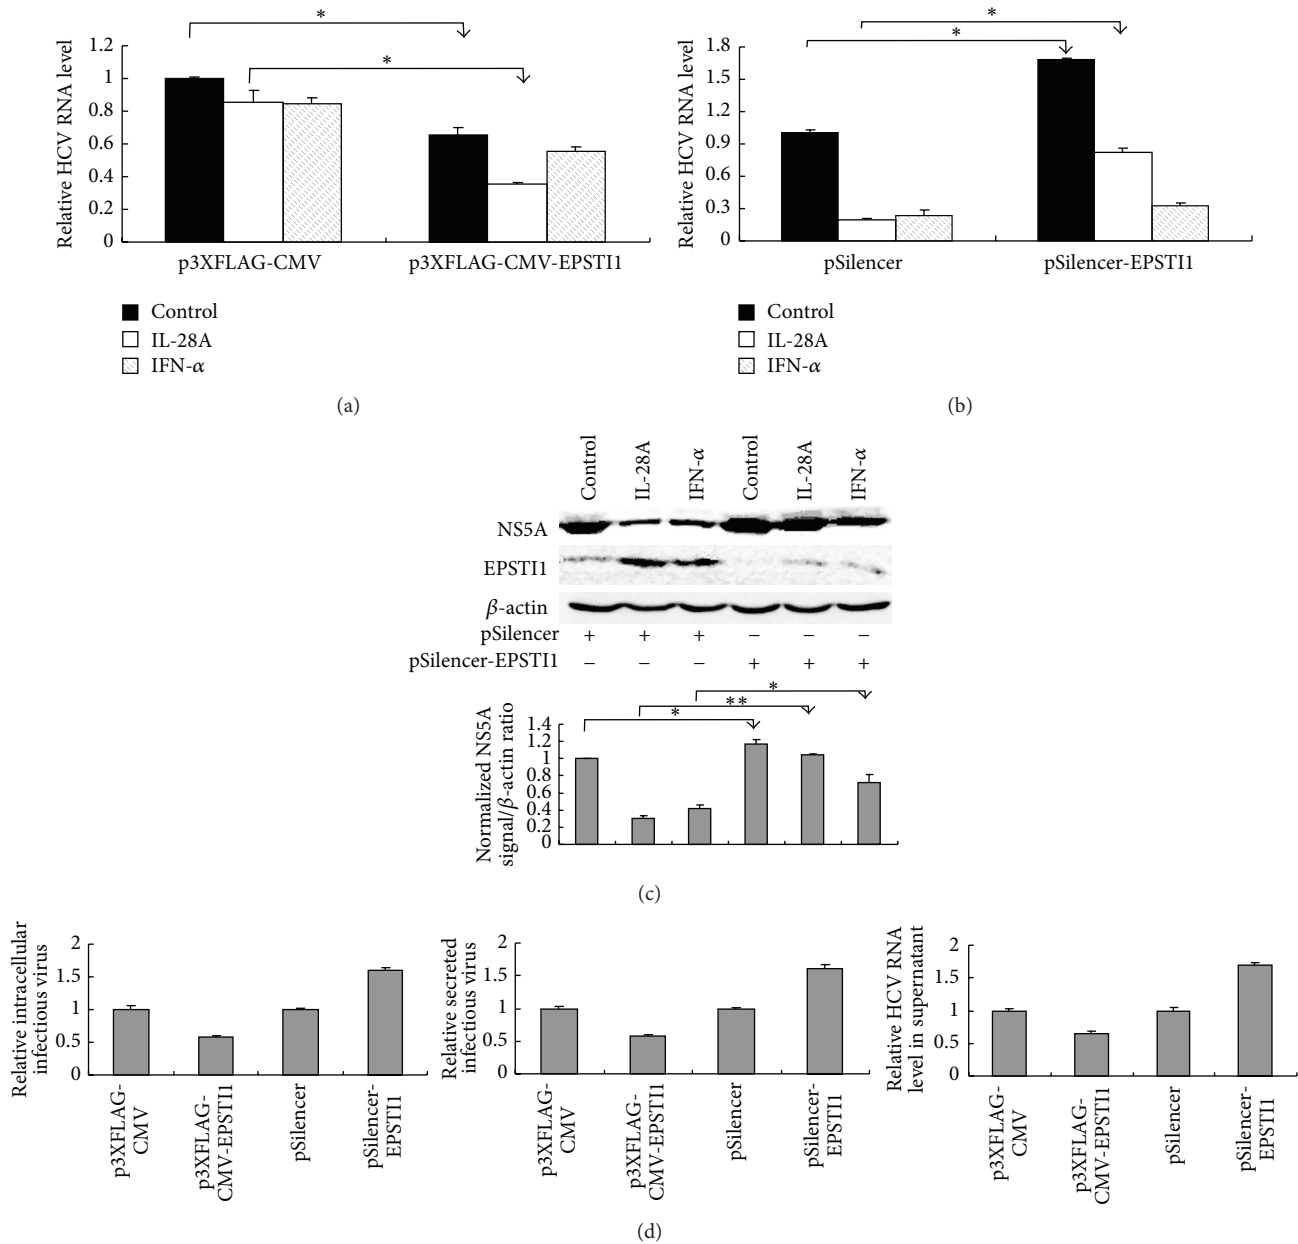 *
*
1.2
1
0.8
0.6
0.4
0.2
0
Relative HCV RNA level
p3XFLAG-CMV
p3XFLAG-CMV-EPSTI1
Control
IL-28A
IFN-α
(a)
*
*
1.8
1.5
1.2
0.9
0.6
0.3
0
Relative HCV RNA level
pSilencer
pSilencer-EPSTI1
Control
IL-28A
IFN-α
(b)
Control
IL-28A
IFN-α
Control
IL-28A
IFN-α
NS5A
EPSTI1
β-actin
pSilencer + + + − − −
pSilencer-EPSTI1 − − − + + +
*
**
*
1.4
1.2
1
0.8
0.6
0.4
0.2
0
Normalized NS5A
signal/β-actin ratio
(c)
Relative intracellular
infectious virus
2
1.5
1
0.5
0
p3XFLAG-
CMV
p3XFLAG-
CMV-EPSTI1
pSilencer
pSilencer-
EPSTI1
Relative secreted
infectious virus
2
1.5
1
0.5
0
p3XFLAG-
CMV
p3XFLAG-
CMV-EPSTI1
pSilencer
pSilencer-
EPSTI1
Relative HCV RNA
level in supernatant
2
1.5
1
0.5
0
p3XFLAG-
CMV
p3XFLAG-
CMV-EPSTI1
pSilencer
pSilencer-
EPSTI1
(d)